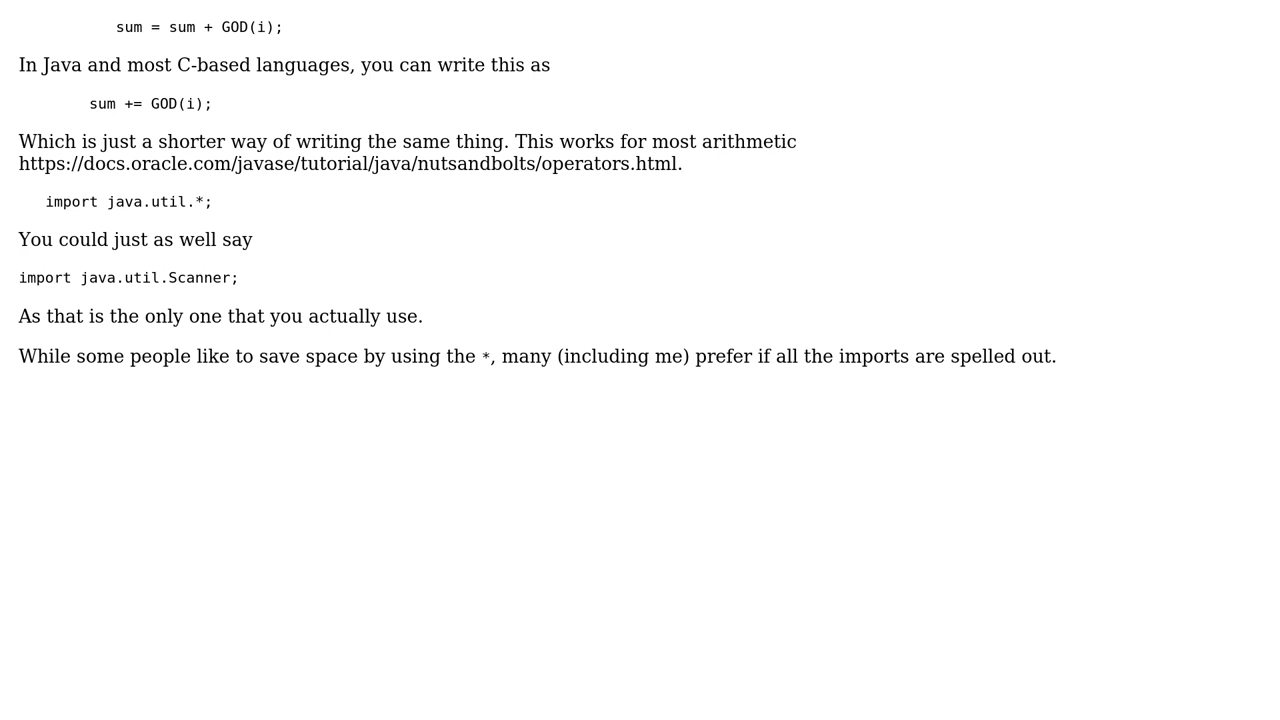 sum = sum + GOD(i);
In Java and most C-based languages, you can write this as
sum += GOD(i);
Which is just a shorter way of writing the same thing. This works for most arithmetic
https://docs.oracle.com/javase/tutorial/java/nutsandbolts/operators.html.
import java.util.*;
You could just as well say
import java.util.Scanner;
As that is the only one that you actually use.
While some people like to save space by using the *, many (including me) prefer if all the imports are spelled out.